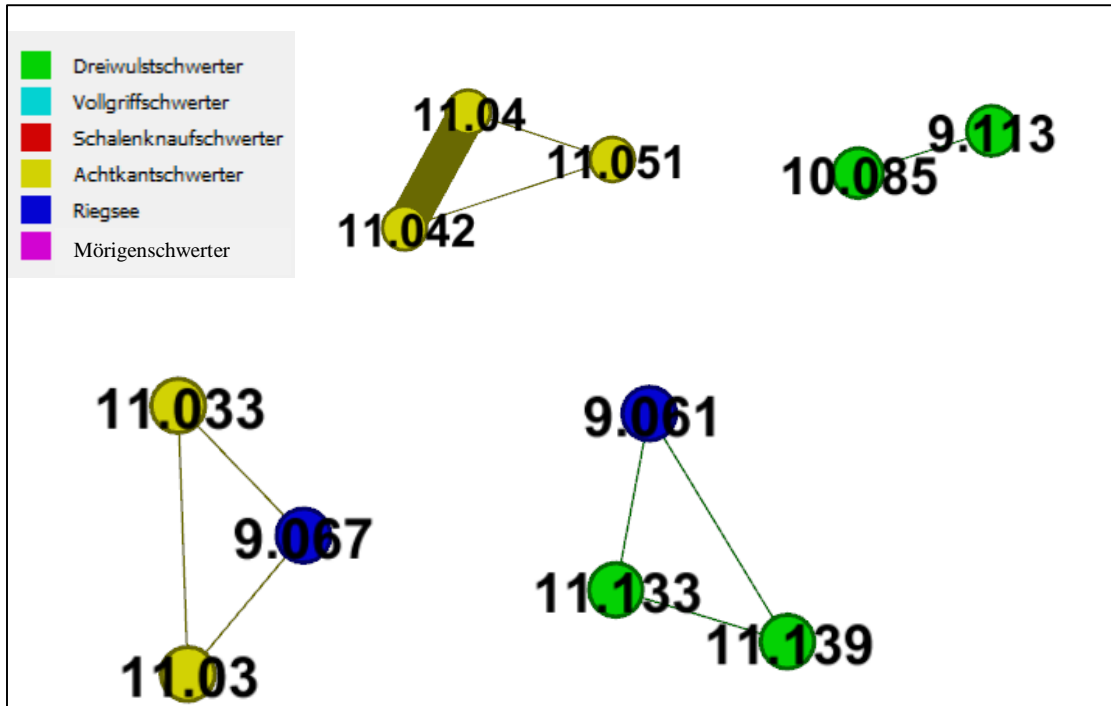 Dreiwulstschwerter
Vollgriffschwerter
Schalenknaufschwerter
Achtkantschwerter
Riegsee
Mörigenschwerter
11.04
11.051
11.042
9.113
10.085
11.033
9.067
11.03
9.061
11.133
11.139